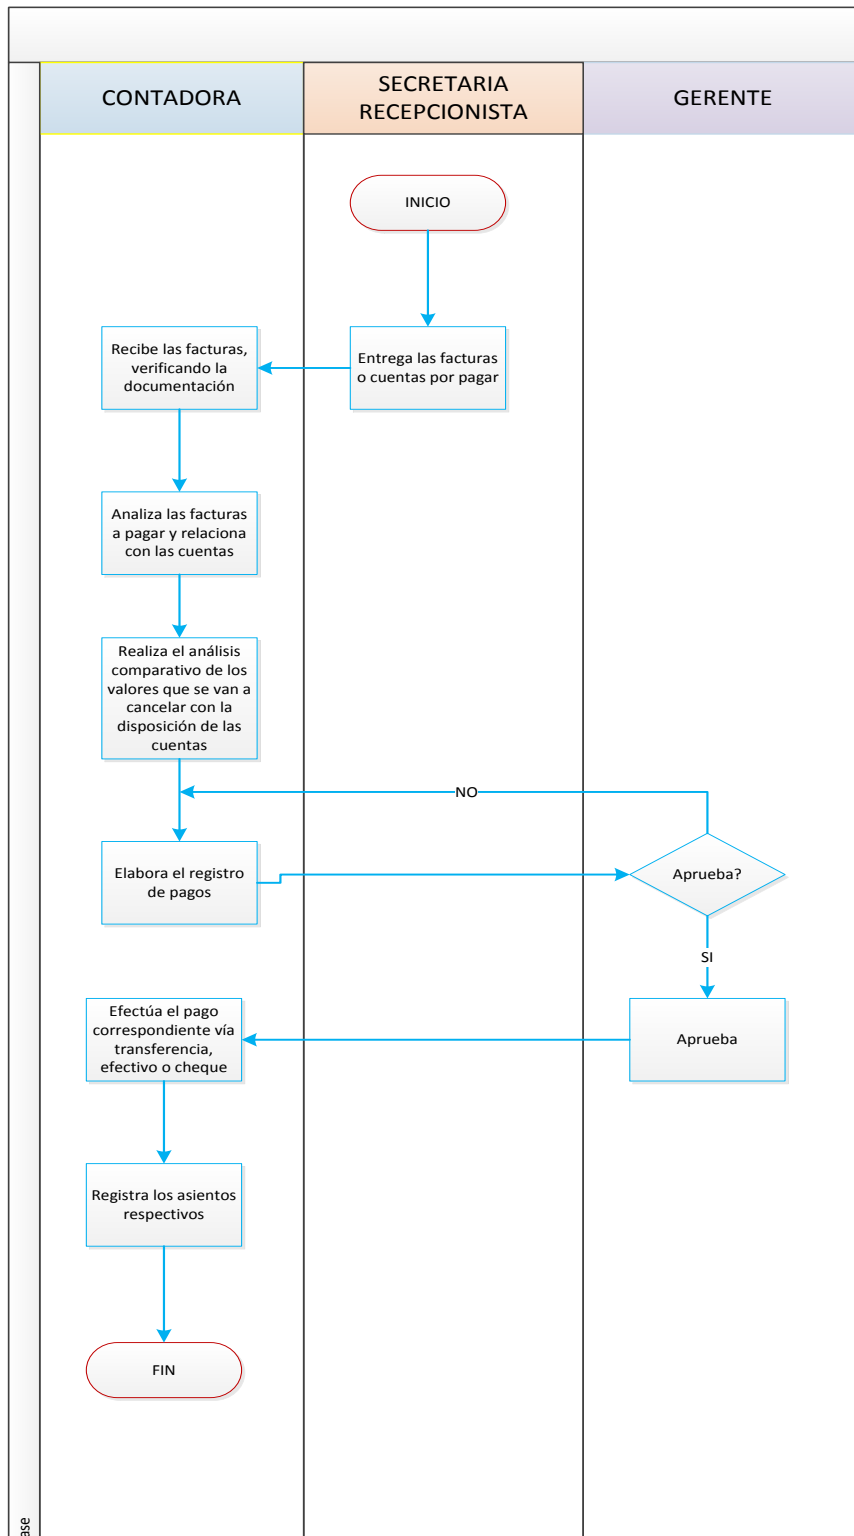 CONTADORA
SECRETARIA
RECEPCIONISTA
GERENTE
INICIO
Entrega las facturas
o cuentas por pagar
Recibe las facturas,
verificando la
documentación
Analiza las facturas
a pagar y relaciona
con las cuentas
Realiza el análisis
comparativo de los
valores que se van a
cancelar con la
disposición de las
cuentas
NO
Elabora el registro
de pagos
Aprueba?
SI
Aprueba
Efectúa el pago
correspondiente vía
transferencia,
efectivo o cheque
Registra los asientos
respectivos
FIN
ase